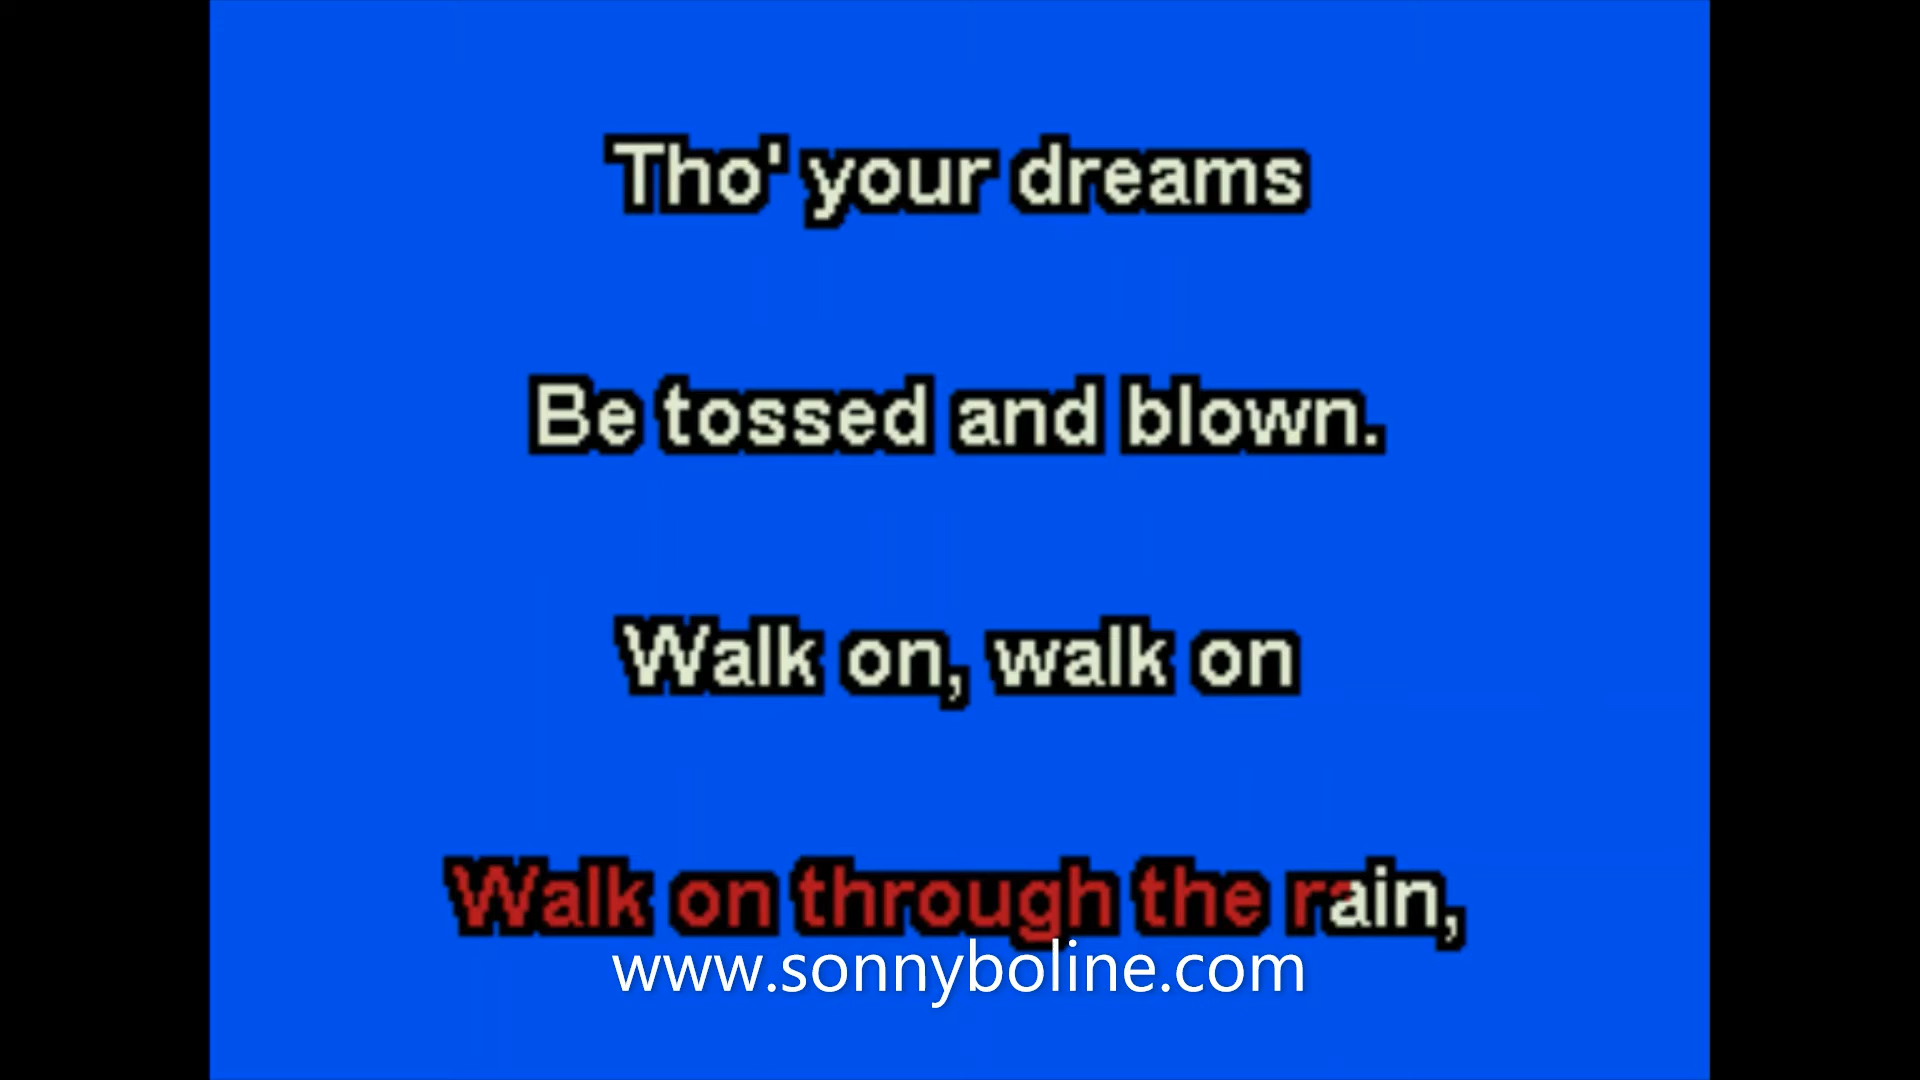 Tho' your dreams
Be tossed and blown.
Walk on, walk on
Walk on through the rain,
www.sonnyboline.com